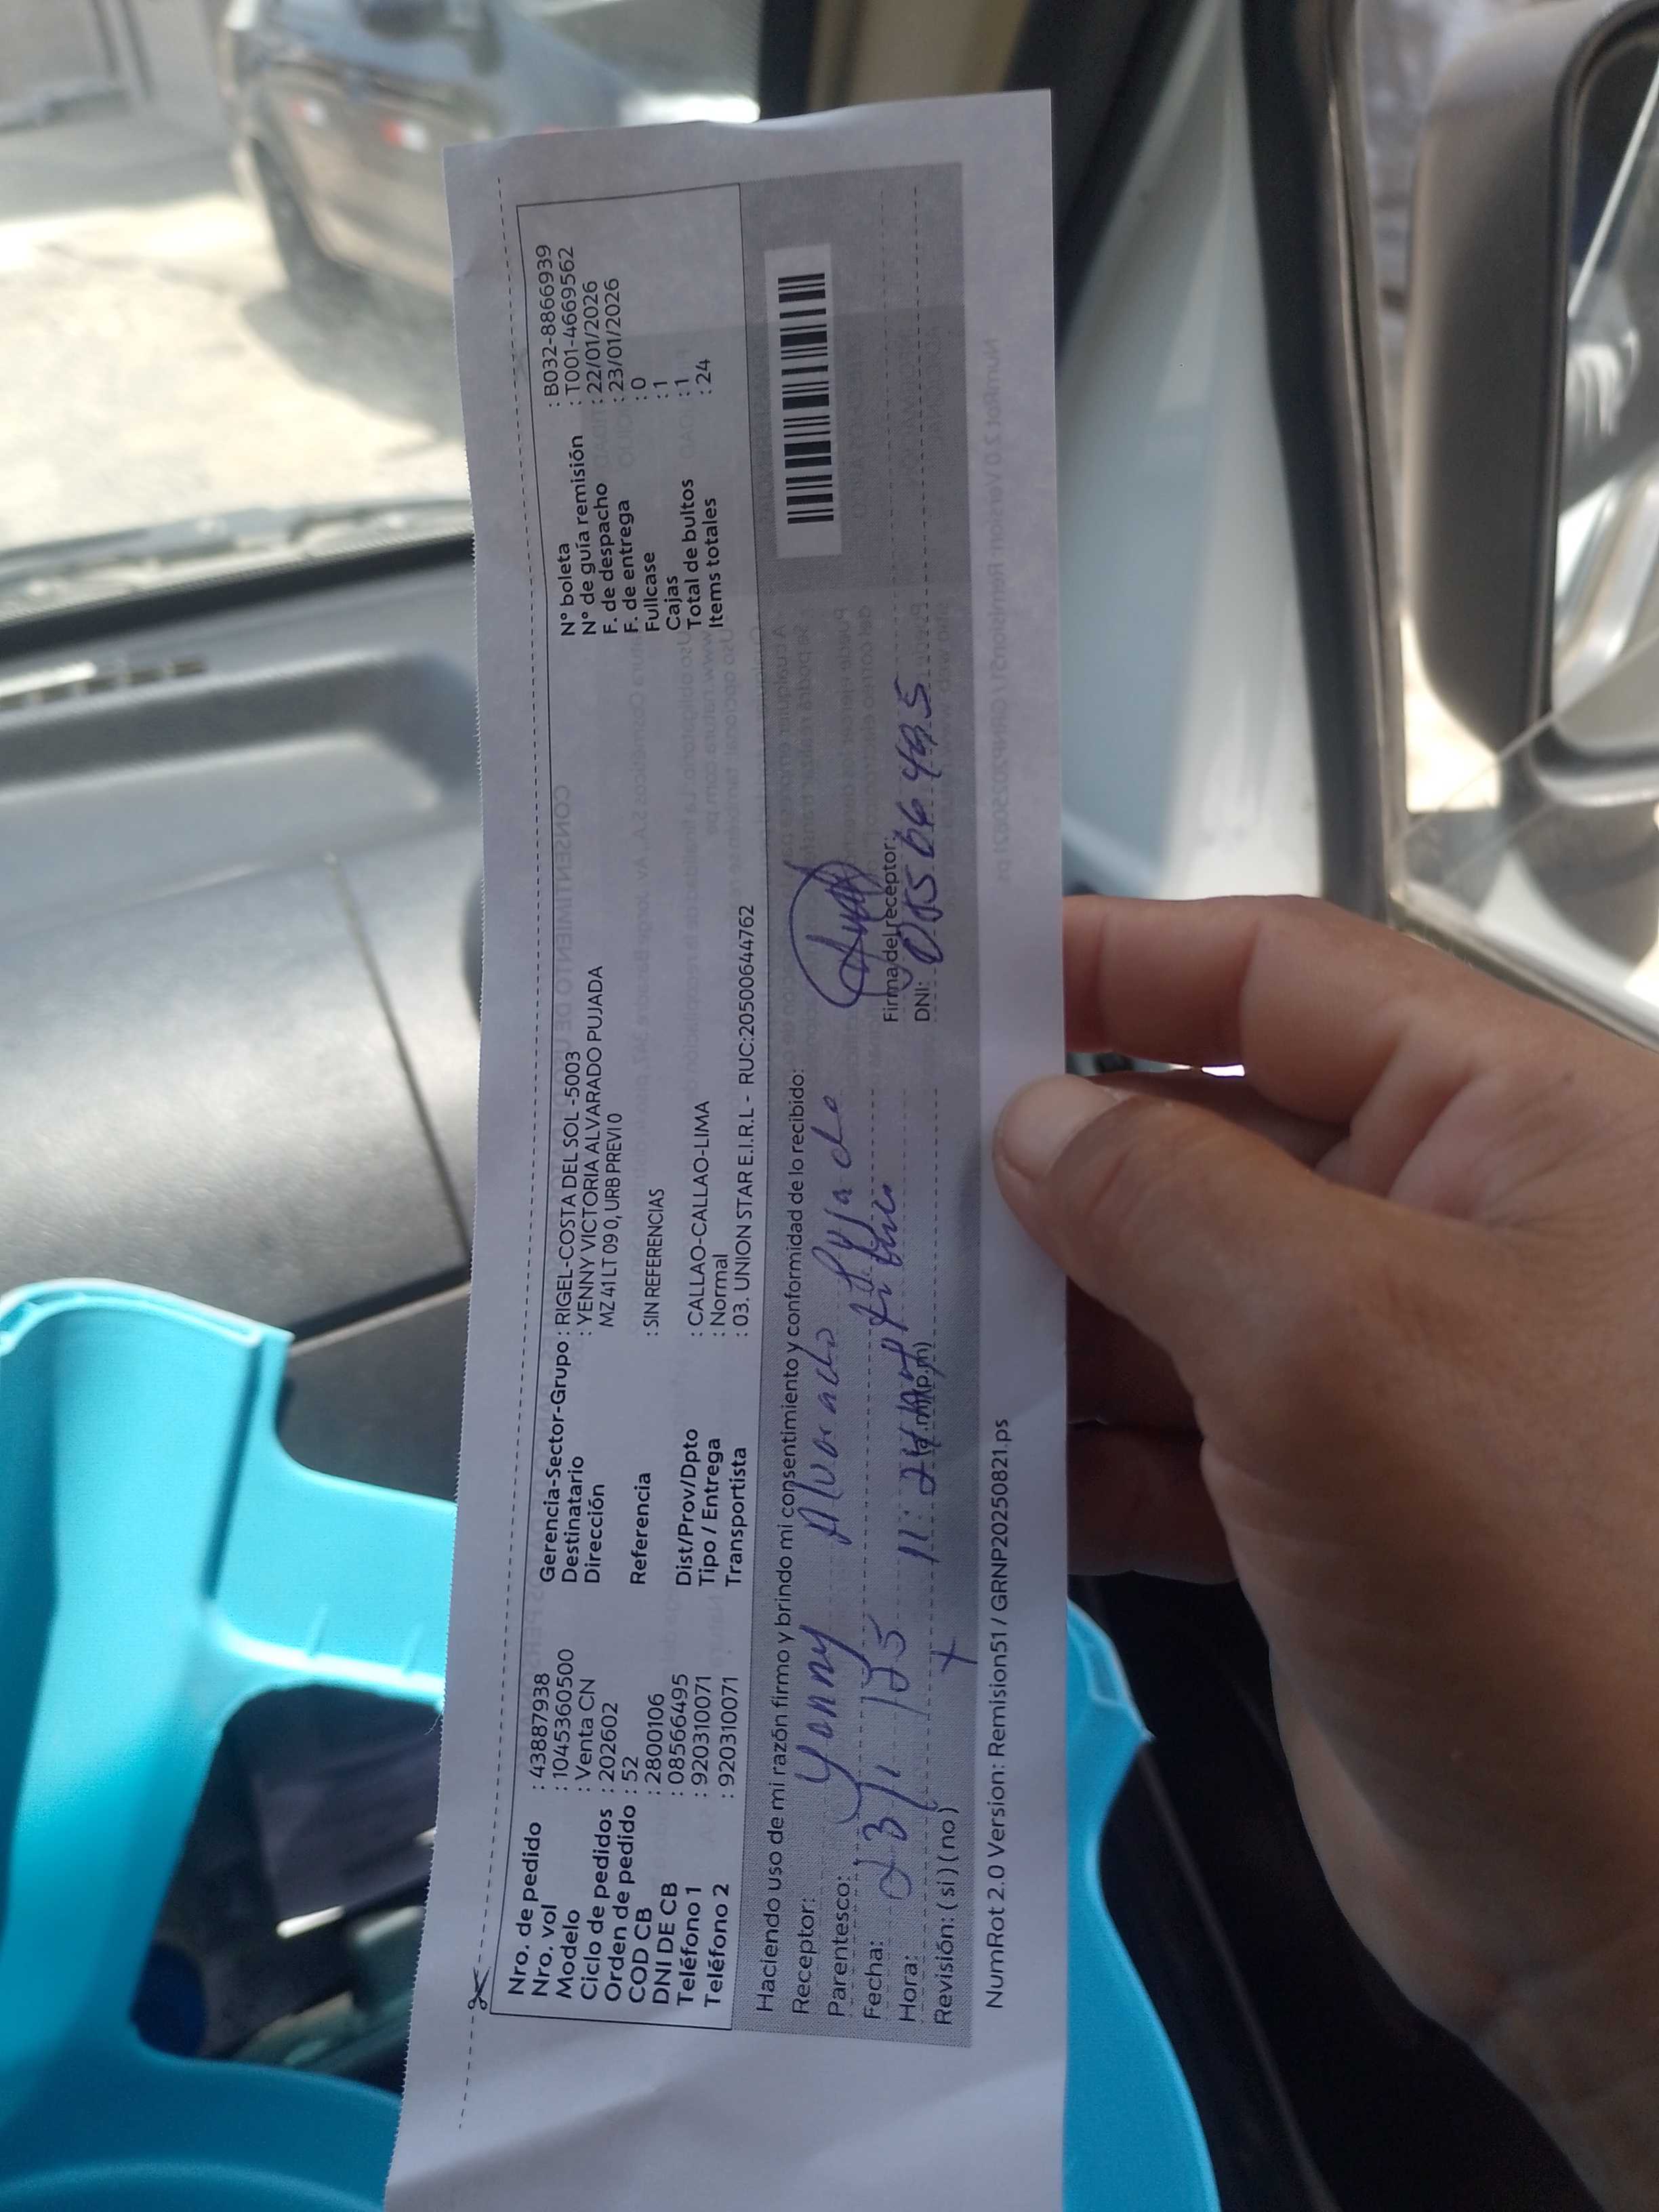 Nro. de pedido : 43887938
Nro. vol : 1045360500
Modelo : Venta CN
Ciclo de pedidos : 202602
Orden de pedido : 52
COD CB : 2800106
DNI DE CB : 08566495
Teléfono 1 : 920310071
Teléfono 2 : 920310071
Gerencia-Sector-Grupo : RIGEL-COSTA DEL SOL -5003
Destinatario : YENNY VICTORIA ALVARADO PUJADA
Dirección MZ 41 LT 09 0, URB PREVI 0
Referencia : SIN REFERENCIAS
Dist/Prov/Dpto : CALLAO-CALLAO-LIMA
Tipo / Entrega : Normal
Transportista : 03. UNION STAR E.I.R.L - RUC:20500644762
N° boleta : B032-8866939
N° de guía remisión : T001-4669562
F. de despacho : 22/01/2026
F. de entrega : 23/01/2026
Fullcase : 0
Cajas : 1
Total de bultos : 1
Items totales : 24
Haciendo uso de mi razón firmo y brindo mi consentimiento y conformidad de lo recibido:
Receptor: Yenny Alvarado Pujada
Parentesco:
Fecha: 23/1/25
Hora: 11:24
Revisión: (si) (no)
Firma del receptor:
DNI: 08566495
NumRot 2.0 Version: Remision51 / GRNP20250821.ps